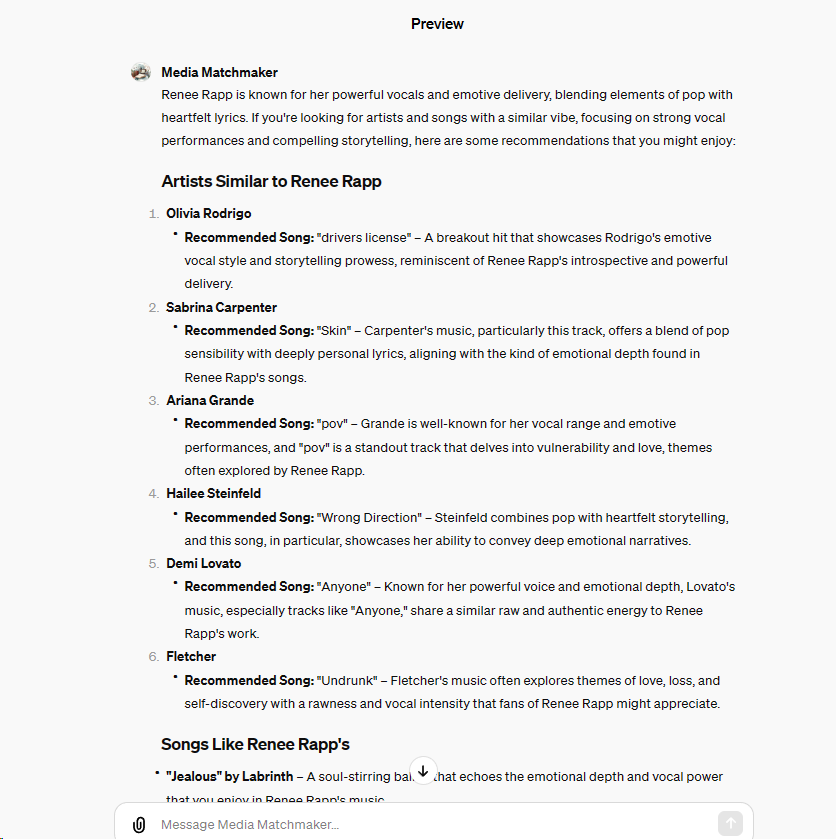 Preview
Media Matchmaker
Renee Rapp is known for her powerful vocals and emotive delivery, blending elements of pop with
heartfelt lyrics. If you're looking for artists and songs with a similar vibe, focusing on strong vocal
performances and compelling storytelling, here are some recommendations that you might enjoy:
Artists Similar to Renee Rapp
1. Olivia Rodrigo
• Recommended Song: "drivers license" – A breakout hit that showcases Rodrigo's emotive
vocal style and storytelling prowess, reminiscent of Renee Rapp's introspective and powerful
delivery.
2. Sabrina Carpenter
• Recommended Song: "Skin" – Carpenter's music, particularly this track, offers a blend of pop
sensibility with deeply personal lyrics, aligning with the kind of emotional depth found in
Renee Rapp's songs.
3. Ariana Grande
• Recommended Song: "pov" – Grande is well-known for her vocal range and emotive
performances, and "pov" is a standout track that delves into vulnerability and love, themes
often explored by Renee Rapp.
4. Hailee Steinfeld
• Recommended Song: "Wrong Direction" – Steinfeld combines pop with heartfelt storytelling,
and this song, in particular, showcases her ability to convey deep emotional narratives.
5. Demi Lovato
• Recommended Song: "Anyone" – Known for her powerful voice and emotional depth, Lovato's
music, especially tracks like "Anyone," share a similar raw and authentic energy to Renee
Rapp's work.
6. Fletcher
• Recommended Song: "Undrunk" – Fletcher's music often explores themes of love, loss, and
self-discovery with a rawness and vocal intensity that fans of Renee Rapp might appreciate.
Songs Like Renee Rapp's
• "Jealous" by Labrinth – A soul-stirring that echoes the emotional depth and vocal power
that you enjoy in Renee Rapp's music.
Message Media Matchmaker...